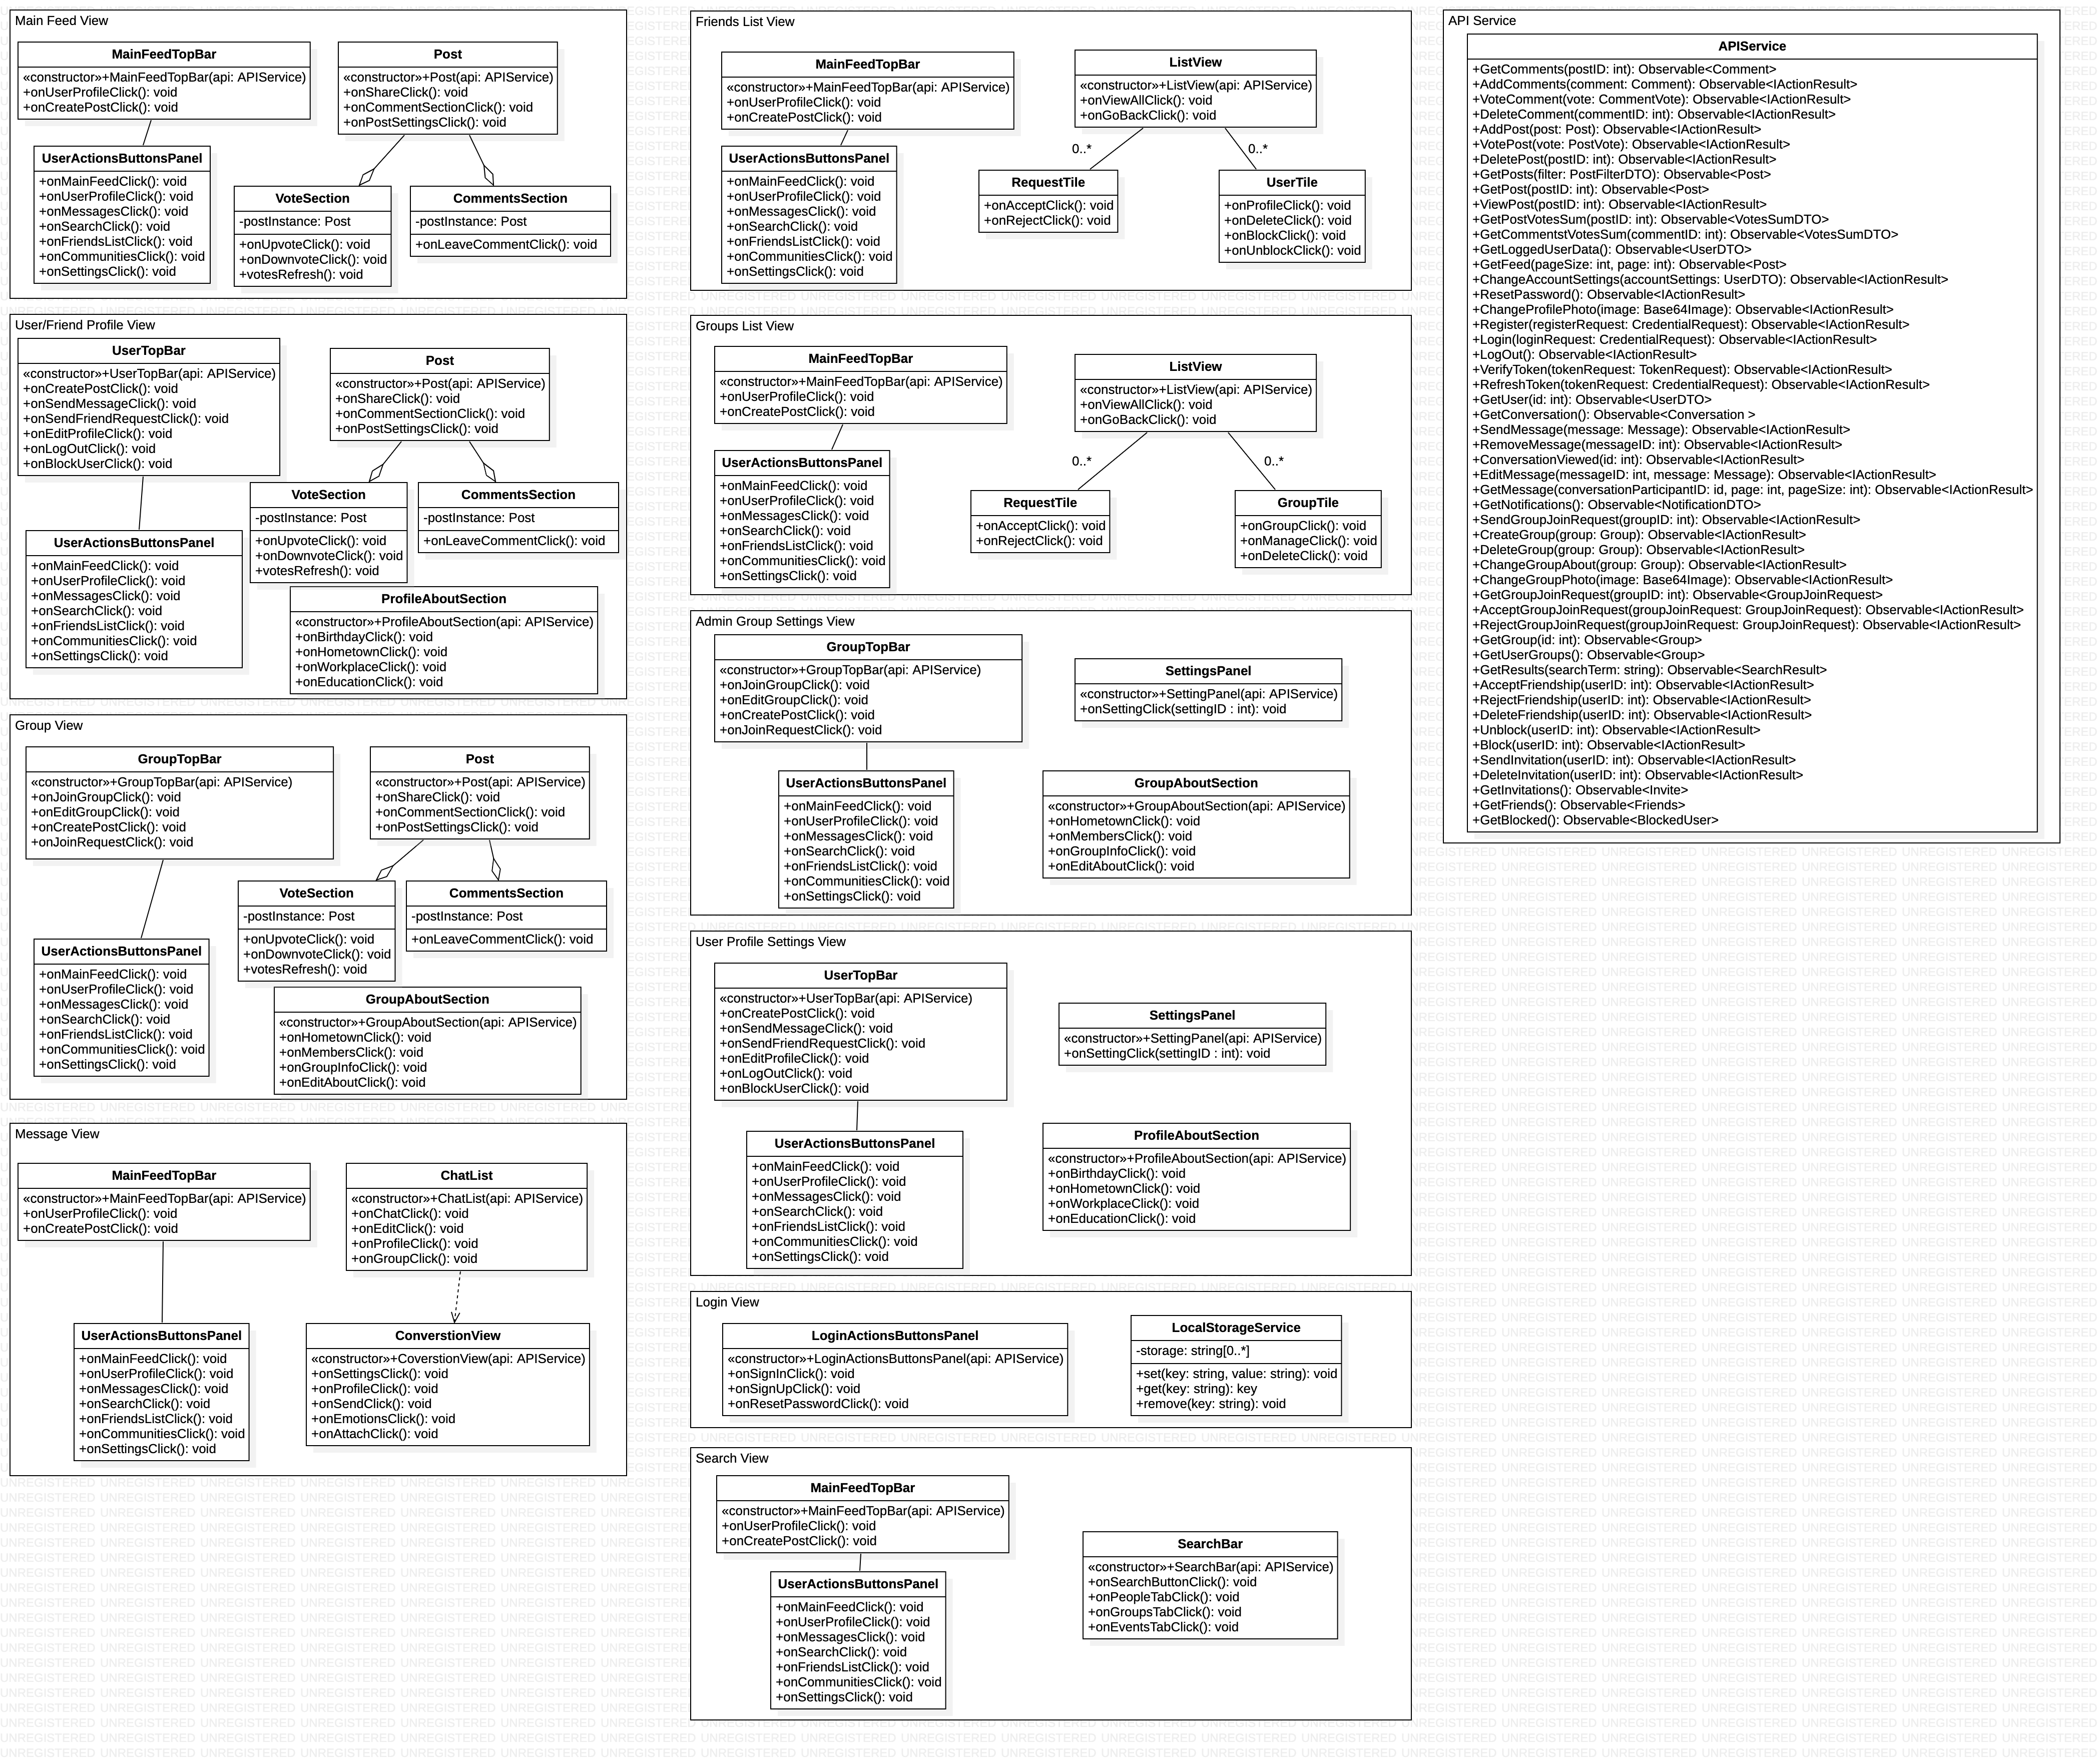 Main Feed View
MainFeedTopBar
«constructor»+MainFeedTopBar(api: APIService)
+onUserProfileClick(): void
+onCreatePostClick(): void
Post
«constructor»+Post(api: APIService)
+onShareClick(): void
+onCommentSectionClick(): void
+onPostSettingsClick(): void
UserActionsButtonsPanel
+onMainFeedClick(): void
+onUserProfileClick(): void
+onMessagesClick(): void
+onSearchClick(): void
+onFriendsListClick(): void
+onCommunitiesClick(): void
+onSettingsClick(): void
VoteSection
-postInstance: Post
+onUpvoteClick(): void
+onDownvoteClick(): void
+votesRefresh(): void
CommentsSection
-postInstance: Post
+onLeaveCommentClick(): void
User/Friend Profile View
UserTopBar
«constructor»+UserTopBar(api: APIService)
+onCreatePostClick(): void
+onSendMessageClick(): void
+onSendFriendRequestClick(): void
+onEditProfileClick(): void
+onLogOutClick(): void
+onBlockUserClick(): void
Post
«constructor»+Post(api: APIService)
+onShareClick(): void
+onCommentSectionClick(): void
+onPostSettingsClick(): void
VoteSection
-postInstance: Post
+onUpvoteClick(): void
+onDownvoteClick(): void
+votesRefresh(): void
CommentsSection
-postInstance: Post
+onLeaveCommentClick(): void
UserActionsButtonsPanel
+onMainFeedClick(): void
+onUserProfileClick(): void
+onMessagesClick(): void
+onSearchClick(): void
+onFriendsListClick(): void
+onCommunitiesClick(): void
+onSettingsClick(): void
ProfileAboutSection
«constructor»+ProfileAboutSection(api: APIService)
+onBirthdayClick(): void
+onHometownClick(): void
+onWorkplaceClick(): void
+onEducationClick(): void
Group View
GroupTopBar
«constructor»+GroupTopBar(api: APIService)
+onJoinGroupClick(): void
+onEditGroupClick(): void
+onCreatePostClick(): void
+onJoinRequestClick(): void
Post
«constructor»+Post(api: APIService)
+onShareClick(): void
+onCommentSectionClick(): void
+onPostSettingsClick(): void
VoteSection
-postInstance: Post
+onUpvoteClick(): void
+onDownvoteClick(): void
+votesRefresh(): void
CommentsSection
-postInstance: Post
+onLeaveCommentClick(): void
UserActionsButtonsPanel
+onMainFeedClick(): void
+onUserProfileClick(): void
+onMessagesClick(): void
+onSearchClick(): void
+onFriendsListClick(): void
+onCommunitiesClick(): void
+onSettingsClick(): void
GroupAboutSection
«constructor»+GroupAboutSection(api: APIService)
+onHometownClick(): void
+onMembersClick(): void
+onGroupInfoClick(): void
+onEditAboutClick(): void
Message View
MainFeedTopBar
«constructor»+MainFeedTopBar(api: APIService)
+onUserProfileClick(): void
+onCreatePostClick(): void
ChatList
«constructor»+ChatList(api: APIService)
+onChatClick(): void
+onEditClick(): void
+onProfileClick(): void
+onGroupClick(): void
UserActionsButtonsPanel
+onMainFeedClick(): void
+onUserProfileClick(): void
+onMessagesClick(): void
+onSearchClick(): void
+onFriendsListClick(): void
+onCommunitiesClick(): void
+onSettingsClick(): void
ConverstionView
«constructor»+CoverstionView(api: APIService)
+onSettingsClick(): void
+onProfileClick(): void
+onSendClick(): void
+onEmotionsClick(): void
+onAttachClick(): void
Friends List View
MainFeedTopBar
«constructor»+MainFeedTopBar(api: APIService)
+onUserProfileClick(): void
+onCreatePostClick(): void
ListView
«constructor»+ListView(api: APIService)
+onViewAllClick(): void
+onGoBackClick(): void
0..*
0..*
UserActionsButtonsPanel
+onMainFeedClick(): void
+onUserProfileClick(): void
+onMessagesClick(): void
+onSearchClick(): void
+onFriendsListClick(): void
+onCommunitiesClick(): void
+onSettingsClick(): void
RequestTile
+onAcceptClick(): void
+onRejectClick(): void
UserTile
+onProfileClick(): void
+onDeleteClick(): void
+onBlockClick(): void
+onUnblockClick(): void
Groups List View
MainFeedTopBar
«constructor»+MainFeedTopBar(api: APIService)
+onUserProfileClick(): void
+onCreatePostClick(): void
ListView
«constructor»+ListView(api: APIService)
+onViewAllClick(): void
+onGoBackClick(): void
0..*
0..*
UserActionsButtonsPanel
+onMainFeedClick(): void
+onUserProfileClick(): void
+onMessagesClick(): void
+onSearchClick(): void
+onFriendsListClick(): void
+onCommunitiesClick(): void
+onSettingsClick(): void
RequestTile
+onAcceptClick(): void
+onRejectClick(): void
GroupTile
+onGroupClick(): void
+onManageClick(): void
+onDeleteClick(): void
Admin Group Settings View
GroupTopBar
«constructor»+GroupTopBar(api: APIService)
+onJoinGroupClick(): void
+onEditGroupClick(): void
+onCreatePostClick(): void
+onJoinRequestClick(): void
SettingsPanel
«constructor»+SettingPanel(api: APIService)
+onSettingClick(settingID : int): void
UserActionsButtonsPanel
+onMainFeedClick(): void
+onUserProfileClick(): void
+onMessagesClick(): void
+onSearchClick(): void
+onFriendsListClick(): void
+onCommunitiesClick(): void
+onSettingsClick(): void
GroupAboutSection
«constructor»+GroupAboutSection(api: APIService)
+onHometownClick(): void
+onMembersClick(): void
+onGroupInfoClick(): void
+onEditAboutClick(): void
User Profile Settings View
UserTopBar
«constructor»+UserTopBar(api: APIService)
+onCreatePostClick(): void
+onSendMessageClick(): void
+onSendFriendRequestClick(): void
+onEditProfileClick(): void
+onLogOutClick(): void
+onBlockUserClick(): void
SettingsPanel
«constructor»+SettingPanel(api: APIService)
+onSettingClick(settingID : int): void
UserActionsButtonsPanel
+onMainFeedClick(): void
+onUserProfileClick(): void
+onMessagesClick(): void
+onSearchClick(): void
+onFriendsListClick(): void
+onCommunitiesClick(): void
+onSettingsClick(): void
ProfileAboutSection
«constructor»+ProfileAboutSection(api: APIService)
+onBirthdayClick(): void
+onHometownClick(): void
+onWorkplaceClick(): void
+onEducationClick(): void
Login View
LoginActionsButtonsPanel
«constructor»+LoginActionsButtonsPanel(api: APIService)
+onSignInClick(): void
+onSignUpClick(): void
+onResetPasswordClick(): void
LocalStorageService
-storage: string[0..*]
+set(key: string, value: string): void
+get(key: string): key
+remove(key: string): void
Search View
MainFeedTopBar
«constructor»+MainFeedTopBar(api: APIService)
+onUserProfileClick(): void
+onCreatePostClick(): void
UserActionsButtonsPanel
+onMainFeedClick(): void
+onUserProfileClick(): void
+onMessagesClick(): void
+onSearchClick(): void
+onFriendsListClick(): void
+onCommunitiesClick(): void
+onSettingsClick(): void
SearchBar
«constructor»+SearchBar(api: APIService)
+onSearchButtonClick(): void
+onPeopleTabClick(): void
+onGroupsTabClick(): void
+onEventsTabClick(): void
API Service
APIService
+GetComments(postID: int): Observable<Comment>
+AddComments(comment: Comment): Observable<IActionResult>
+VoteComment(vote: CommentVote): Observable<IActionResult>
+DeleteComment(commentID: int): Observable<IActionResult>
+AddPost(post: Post): Observable<IActionResult>
+VotePost(vote: PostVote): Observable<IActionResult>
+DeletePost(postID: int): Observable<IActionResult>
+GetPosts(filter: PostFilterDTO): Observable<Post>
+GetPost(postID: int): Observable<Post>
+ViewPost(postID: int): Observable<IActionResult>
+GetPostVotesSum(postID: int): Observable<VotesSumDTO>
+GetCommentstVotesSum(commentID: int): Observable<VotesSumDTO>
+GetLoggedUserData(): Observable<UserDTO>
+GetFeed(pageSize: int, page: int): Observable<Post>
+ChangeAccountSettings(accountSettings: UserDTO): Observable<IActionResult>
+ResetPassword(): Observable<IActionResult>
+ChangeProfilePhoto(image: Base64Image): Observable<IActionResult>
+Register(registerRequest: CredentialRequest): Observable<IActionResult>
+Login(loginRequest: CredentialRequest): Observable<IActionResult>
+LogOut(): Observable<IActionResult>
+VerifyToken(tokenRequest: TokenRequest): Observable<IActionResult>
+RefreshToken(tokenRequest: CredentialRequest): Observable<IActionResult>
+GetUser(id: int): Observable<UserDTO>
+GetConversation(): Observable<Conversation >
+SendMessage(message: Message): Observable<IActionResult>
+RemoveMessage(messageID: int): Observable<IActionResult>
+ConversationViewed(id: int): Observable<IActionResult>
+EditMessage(messageID: int, message: Message): Observable<IActionResult>
+GetMessage(conversationParticipantID: id, page: int, pageSize: int): Observable<IActionResult>
+GetNotifications(): Observable<NotificationDTO>
+SendGroupJoinRequest(groupID: int): Observable<IActionResult>
+CreateGroup(group: Group): Observable<IActionResult>
+DeleteGroup(group: Group): Observable<IActionResult>
+ChangeGroupAbout(group: Group): Observable<IActionResult>
+ChangeGroupPhoto(image: Base64Image): Observable<IActionResult>
+GetGroupJoinRequest(groupID: int): Observable<GroupJoinRequest>
+AcceptGroupJoinRequest(groupJoinRequest: GroupJoinRequest): Observable<IActionResult>
+RejectGroupJoinRequest(groupJoinRequest: GroupJoinRequest): Observable<IActionResult>
+GetGroup(id: int): Observable<Group>
+GetUserGroups(): Observable<Group>
+GetResults(searchTerm: string): Observable<SearchResult>
+AcceptFriendship(userID: int): Observable<IActionResult>
+RejectFriendship(userID: int): Observable<IActionResult>
+DeleteFriendship(userID: int): Observable<IActionResult>
+Unblock(userID: int): Observable<IActionResult>
+Block(userID: int): Observable<IActionResult>
+SendInvitation(userID: int): Observable<IActionResult>
+DeleteInvitation(userID: int): Observable<IActionResult>
+GetInvitations(): Observable<Invite>
+GetFriends(): Observable<Friends>
+GetBlocked(): Observable<BlockedUser>